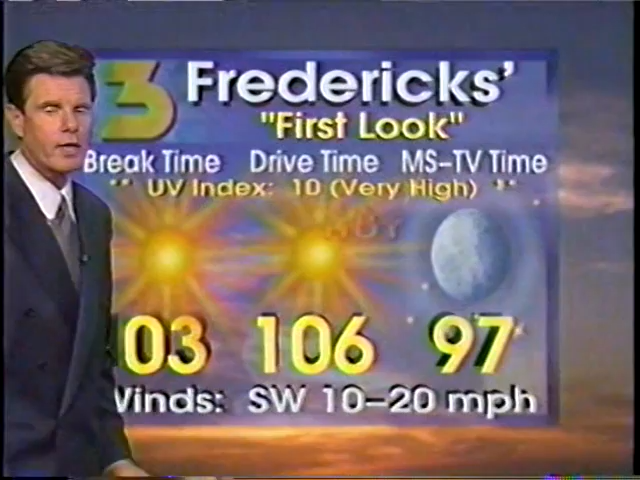 3 Fredericks'
"First Look"
Break Time Drive Time MS-TV Time
** UV Index: 10 (Very High) **
HOT
03 106 97
Winds: SW 10-20 mph